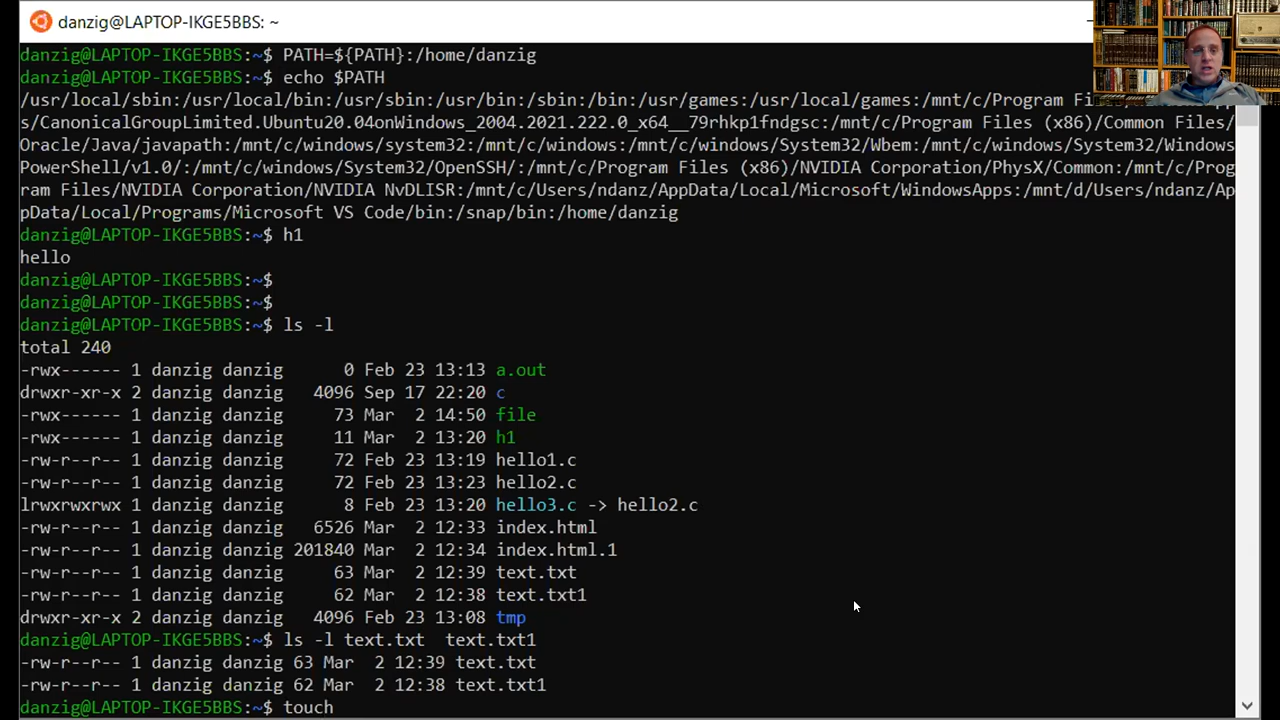 danzig@LAPTOP-IKGE5BBS: ~
danzig@LAPTOP-IKGE5BBS:~$ PATH=${PATH}:/home/danzig
danzig@LAPTOP-IKGE5BBS:~$ echo $PATH
/usr/local/sbin:/usr/local/bin:/usr/sbin:/usr/bin:/sbin:/bin:/usr/games:/usr/local/games:/mnt/c/Program
s/CanonicalGroupLimited.Ubuntu20.04onWindows_2004.2021.222.0_x64__79rhkp1fndgsc:/mnt/c/Program Files (x86)/Common Files/
Oracle/Java/javapath:/mnt/c/windows/system32:/mnt/c/windows:/mnt/c/windows/System32/Wbem:/mnt/c/windows/System32/Windows
PowerShell/v1.0/:/mnt/c/windows/System32/OpenSSH/:/mnt/c/Program Files (x86)/NVIDIA Corporation/PhysX/Common:/mnt/c/Prog
ram Files/NVIDIA Corporation/NVIDIA NvDLISR:/mnt/c/Users/ndanz/AppData/Local/Microsoft/WindowsApps:/mnt/d/Users/ndanz/Ap
pData/Local/Programs/Microsoft VS Code/bin:/snap/bin:/home/danzig
danzig@LAPTOP-IKGE5BBS:~$ h1
hello
danzig@LAPTOP-IKGE5BBS:~$
danzig@LAPTOP-IKGE5BBS:~$
danzig@LAPTOP-IKGE5BBS:~$ ls -l
total 240
-rwx------ 1 danzig danzig      0 Feb 23 13:13 a.out
drwxr-xr-x 2 danzig danzig   4096 Sep 17 22:20 c
-rwx------ 1 danzig danzig     73 Mar  2 14:50 file
-rwx------ 1 danzig danzig     11 Mar  2 13:20 h1
-rw-r--r-- 1 danzig danzig     72 Feb 23 13:19 hello1.c
-rw-r--r-- 1 danzig danzig     72 Feb 23 13:23 hello2.c
lrwxrwxrwx 1 danzig danzig      8 Feb 23 13:20 hello3.c -> hello2.c
-rw-r--r-- 1 danzig danzig   6526 Mar  2 12:33 index.html
-rw-r--r-- 1 danzig danzig 201840 Mar  2 12:34 index.html.1
-rw-r--r-- 1 danzig danzig     63 Mar  2 12:39 text.txt
-rw-r--r-- 1 danzig danzig     62 Mar  2 12:38 text.txt1
drwxr-xr-x 2 danzig danzig   4096 Feb 23 13:08 tmp
danzig@LAPTOP-IKGE5BBS:~$ ls -l text.txt  text.txt1
-rw-r--r-- 1 danzig danzig 63 Mar  2 12:39 text.txt
-rw-r--r-- 1 danzig danzig 62 Mar  2 12:38 text.txt1
danzig@LAPTOP-IKGE5BBS:~$ touch